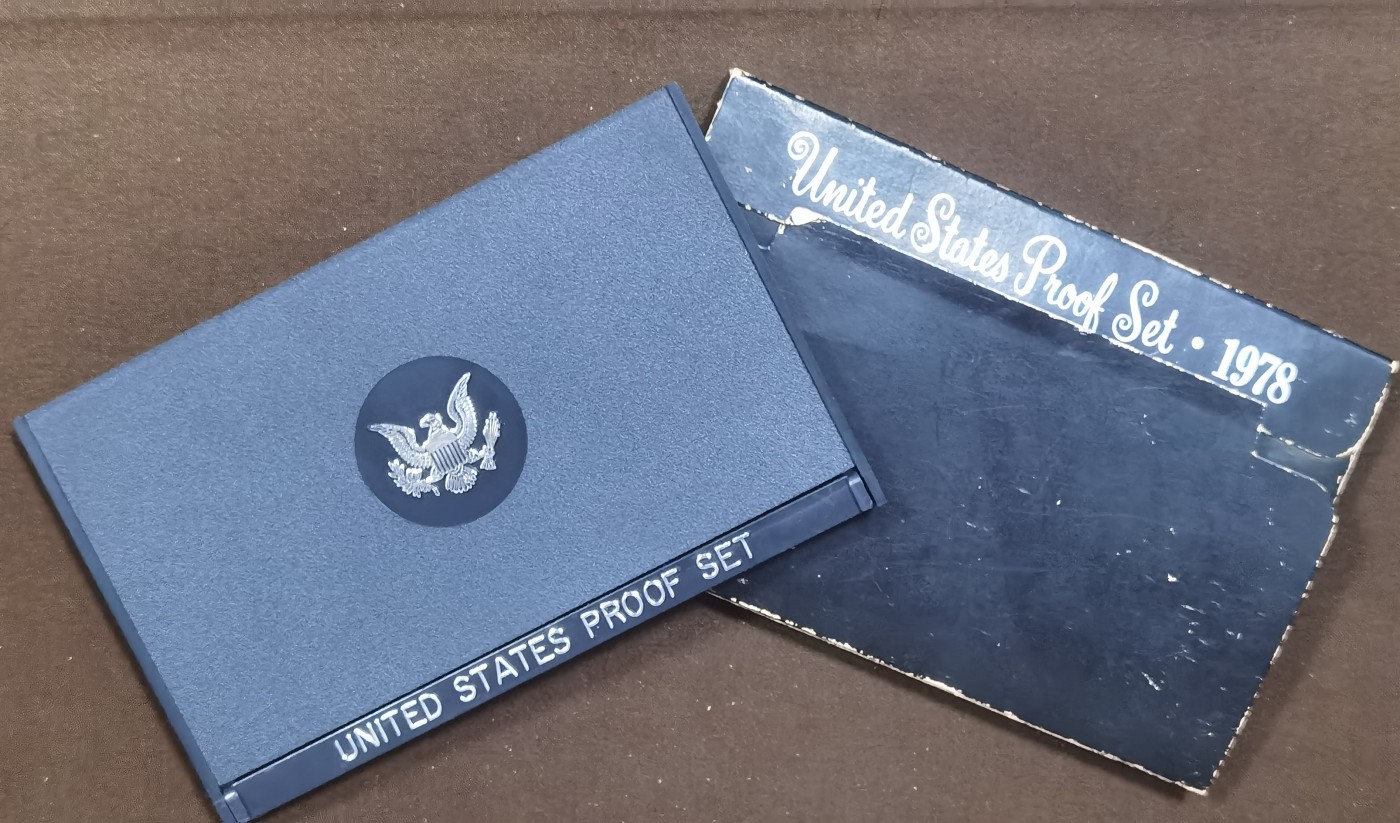 UNITED STATES PROOF SET
United States Proof Set • 1978